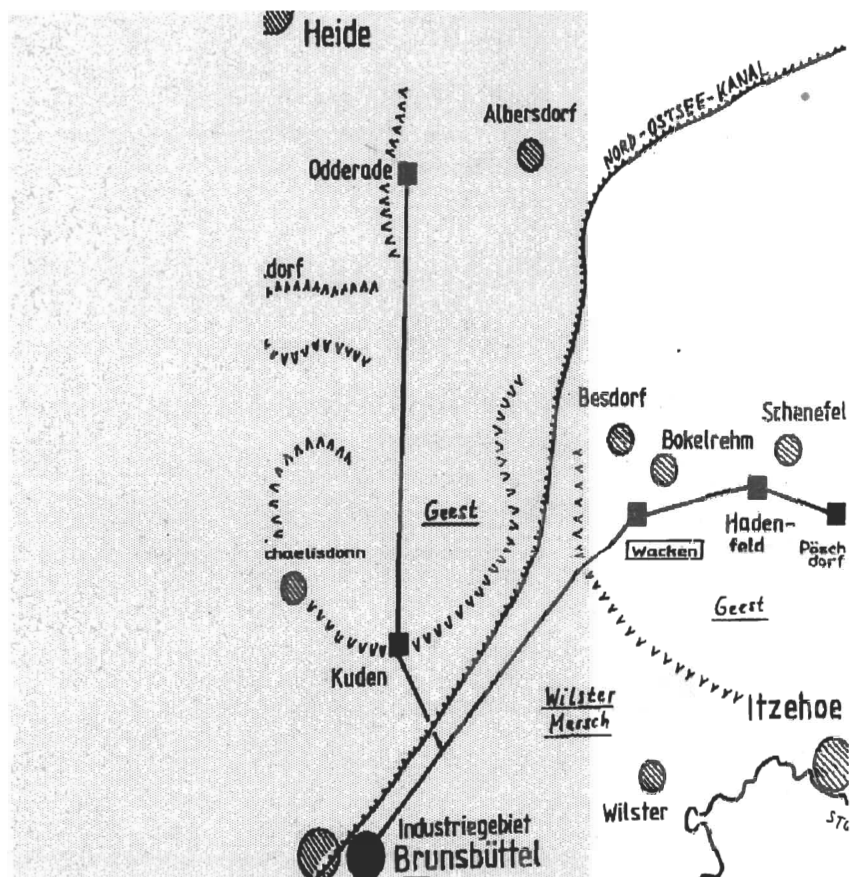 Heide
Albersdorf
NORD-OSTSEE-KANAL
Odderade
.dorf
Besdorf
Schenefel
Bokelrehm
Geest
Haden-
feld
Wacken
Pösch
dorf
chaelisdonn
Geest
Kuden
Wilster
Marsch
Itzehoe
Wilster
STÖ
Industriegebiet
Brunsbüttel